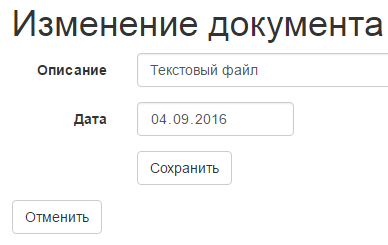 Изменение документа
Описание Текстовый файл
Дата 04.09.2016
Сохранить
Отменить